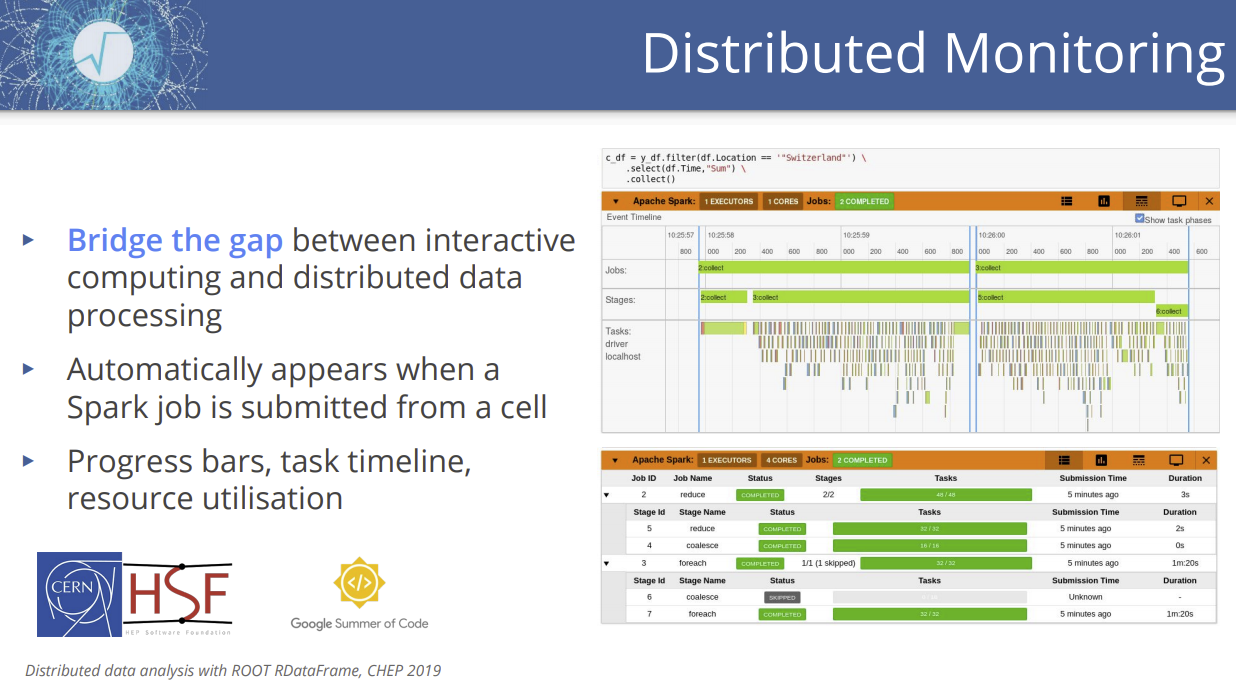 Distributed Monitoring
Bridge the gap between interactive
computing and distributed data
processing
Automatically appears when a
Spark job is submitted from a cell
Progress bars, task timeline,
resource utilisation
CERN
HSF
HEP Software Foundation
Google Summer of Code
Distributed data analysis with ROOT RDataFrame, CHEP 2019
c_df = y_df.filter(df.Location == '"Switzerland"') \
.select(df.Time,"Sum") \
.collect()
Apache Spark: 1 EXECUTORS 1 CORES Jobs: 2 COMPLETED
Event Timeline Show task phases
10:25:57 10:25:58 10:25:59 10:26:00 10:26:01
800 000 200 400 600 800 000 200 400 600 800 000 200 400 600 800 000 200 400 600
Jobs: 2:collect 3:collect
Stages: 2:collect 3:collect 5:collect
6:collect
Tasks:
driver
localhost
Apache Spark: 1 EXECUTORS 4 CORES Jobs: 2 COMPLETED
Job ID Job Name Status Stages Tasks Submission Time Duration
2 reduce COMPLETED 2/2 48 / 48 5 minutes ago 3s
Stage Id Stage Name Status Tasks Submission Time Duration
5 reduce COMPLETED 32 / 32 5 minutes ago 2s
4 coalesce COMPLETED 16 / 16 5 minutes ago 0s
3 foreach COMPLETED 1/1 (1 skipped) 32 / 32 5 minutes ago 1m:20s
Stage Id Stage Name Status Tasks Submission Time Duration
6 coalesce SKIPPED Unknown -
7 foreach COMPLETED 32 / 32 5 minutes ago 1m:20s